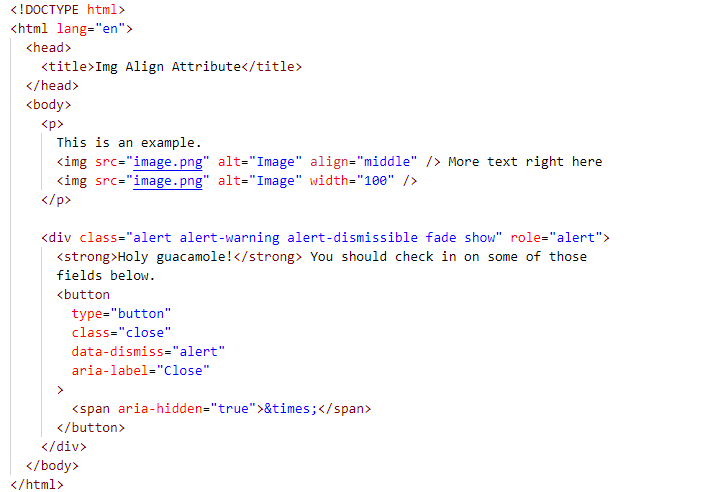 <!DOCTYPE html>
<html lang="en">
  <head>
    <title>Img Align Attribute</title>
  </head>
  <body>
    <p>
      This is an example.
      <img src="image.png" alt="Image" align="middle" /> More text right here
      <img src="image.png" alt="Image" width="100" />
    </p>

    <div class="alert alert-warning alert-dismissible fade show" role="alert">
      <strong>Holy guacamole!</strong> You should check in on some of those
      fields below.
      <button
        type="button"
        class="close"
        data-dismiss="alert"
        aria-label="Close"
      >
        <span aria-hidden="true">&times;</span>
      </button>
    </div>
  </body>
</html>